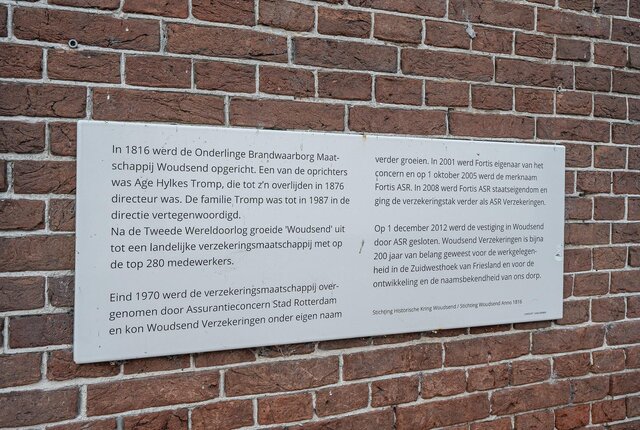 In 1816 werd de Onderlinge Brandwaarborg Maat-
schappij Woudsend opgericht. Een van de oprichters
was Age Hylkes Tromp, die tot z'n overlijden in 1876
directeur was. De familie Tromp was tot in 1987 in de
directie vertegenwoordigd.
Na de Tweede Wereldoorlog groeide 'Woudsend' uit
tot een landelijke verzekeringsmaatschappij met op
de top 280 medewerkers.
Eind 1970 werd de verzekeringsmaatschappij over-
genomen door Assurantieconcern Stad Rotterdam
en kon Woudsend Verzekeringen onder eigen naam
verder groeien. In 2001 werd Fortis eigenaar van het
concern en op 1 oktober 2005 werd de merknaam
Fortis ASR. In 2008 werd Fortis ASR staatseigendom en
ging de verzekeringstak verder als ASR Verzekeringen.
Op 1 december 2012 werd de vestiging in Woudsend
door ASR gesloten. Woudsend Verzekeringen is bijna
200 jaar van belang geweest voor de werkgelegen-
heid in de Zuidwesthoek van Friesland en voor de
ontwikkeling en de naamsbekendheid van ons dorp.
Stichting Historische Kring Woudsend / Stichting Woudsend Anno 1816